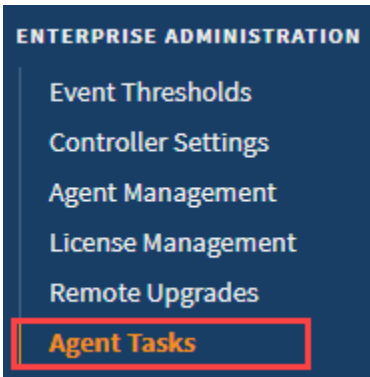 ENTERPRISE ADMINISTRATION
Event Thresholds
Controller Settings
Agent Management
License Management
Remote Upgrades
Agent Tasks